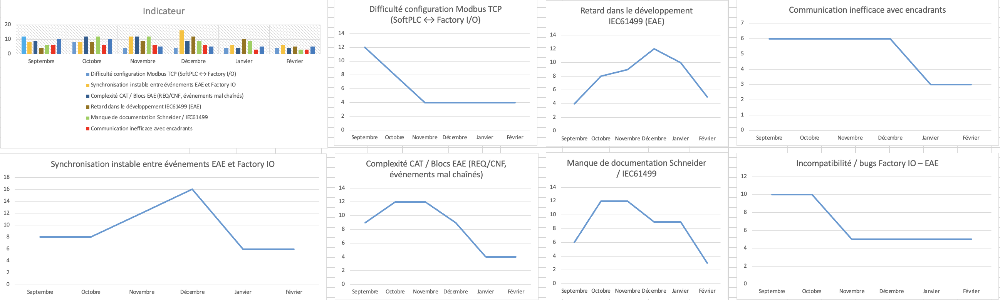 Indicateur
20
10
0
Septembre Octobre Novembre Décembre Janvier Février
Difficulté configuration Modbus TCP (SoftPLC ↔ Factory I/O)
Synchronisation instable entre événements EAE et Factory IO
Complexité CAT / Blocs EAE (REQ/CNF, événements mal chaînés)
Retard dans le développement IEC61499 (EAE)
Manque de documentation Schneider / IEC61499
Communication inefficace avec encadrants
Difficulté configuration Modbus TCP
(SoftPLC ↔ Factory I/O)
14
12
10
8
6
4
2
0
Septembre Octobre Novembre Décembre Janvier Février
Retard dans le développement
IEC61499 (EAE)
14
12
10
8
6
4
2
0
Septembre Octobre Novembre Décembre Janvier Février
Communication inefficace avec encadrants
7
6
5
4
3
2
1
0
Septembre Octobre Novembre Décembre Janvier Février
Synchronisation instable entre événements EAE et Factory IO
18
16
14
12
10
8
6
4
2
0
Septembre Octobre Novembre Décembre Janvier Février
Complexité CAT / Blocs EAE (REQ/CNF,
événements mal chaînés)
14
12
10
8
6
4
2
0
Septembre Octobre Novembre Décembre Janvier Février
Manque de documentation Schneider
/ IEC61499
14
12
10
8
6
4
2
0
Septembre Octobre Novembre Décembre Janvier Février
Incompatibilité / bugs Factory IO – EAE
12
10
8
6
4
2
0
Septembre Octobre Novembre Décembre Janvier Février